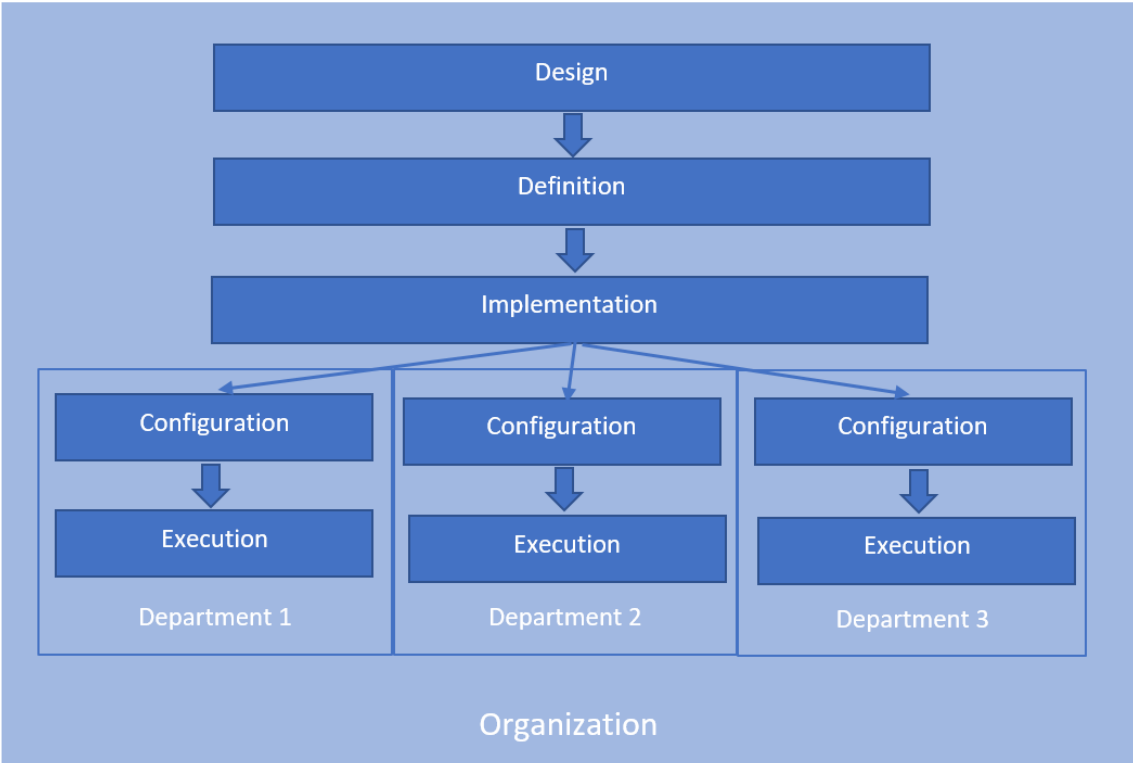 Design
Definition
Implementation
Configuration
Configuration
Configuration
Execution
Execution
Execution
Department 1
Department 2
Department 3
Organization